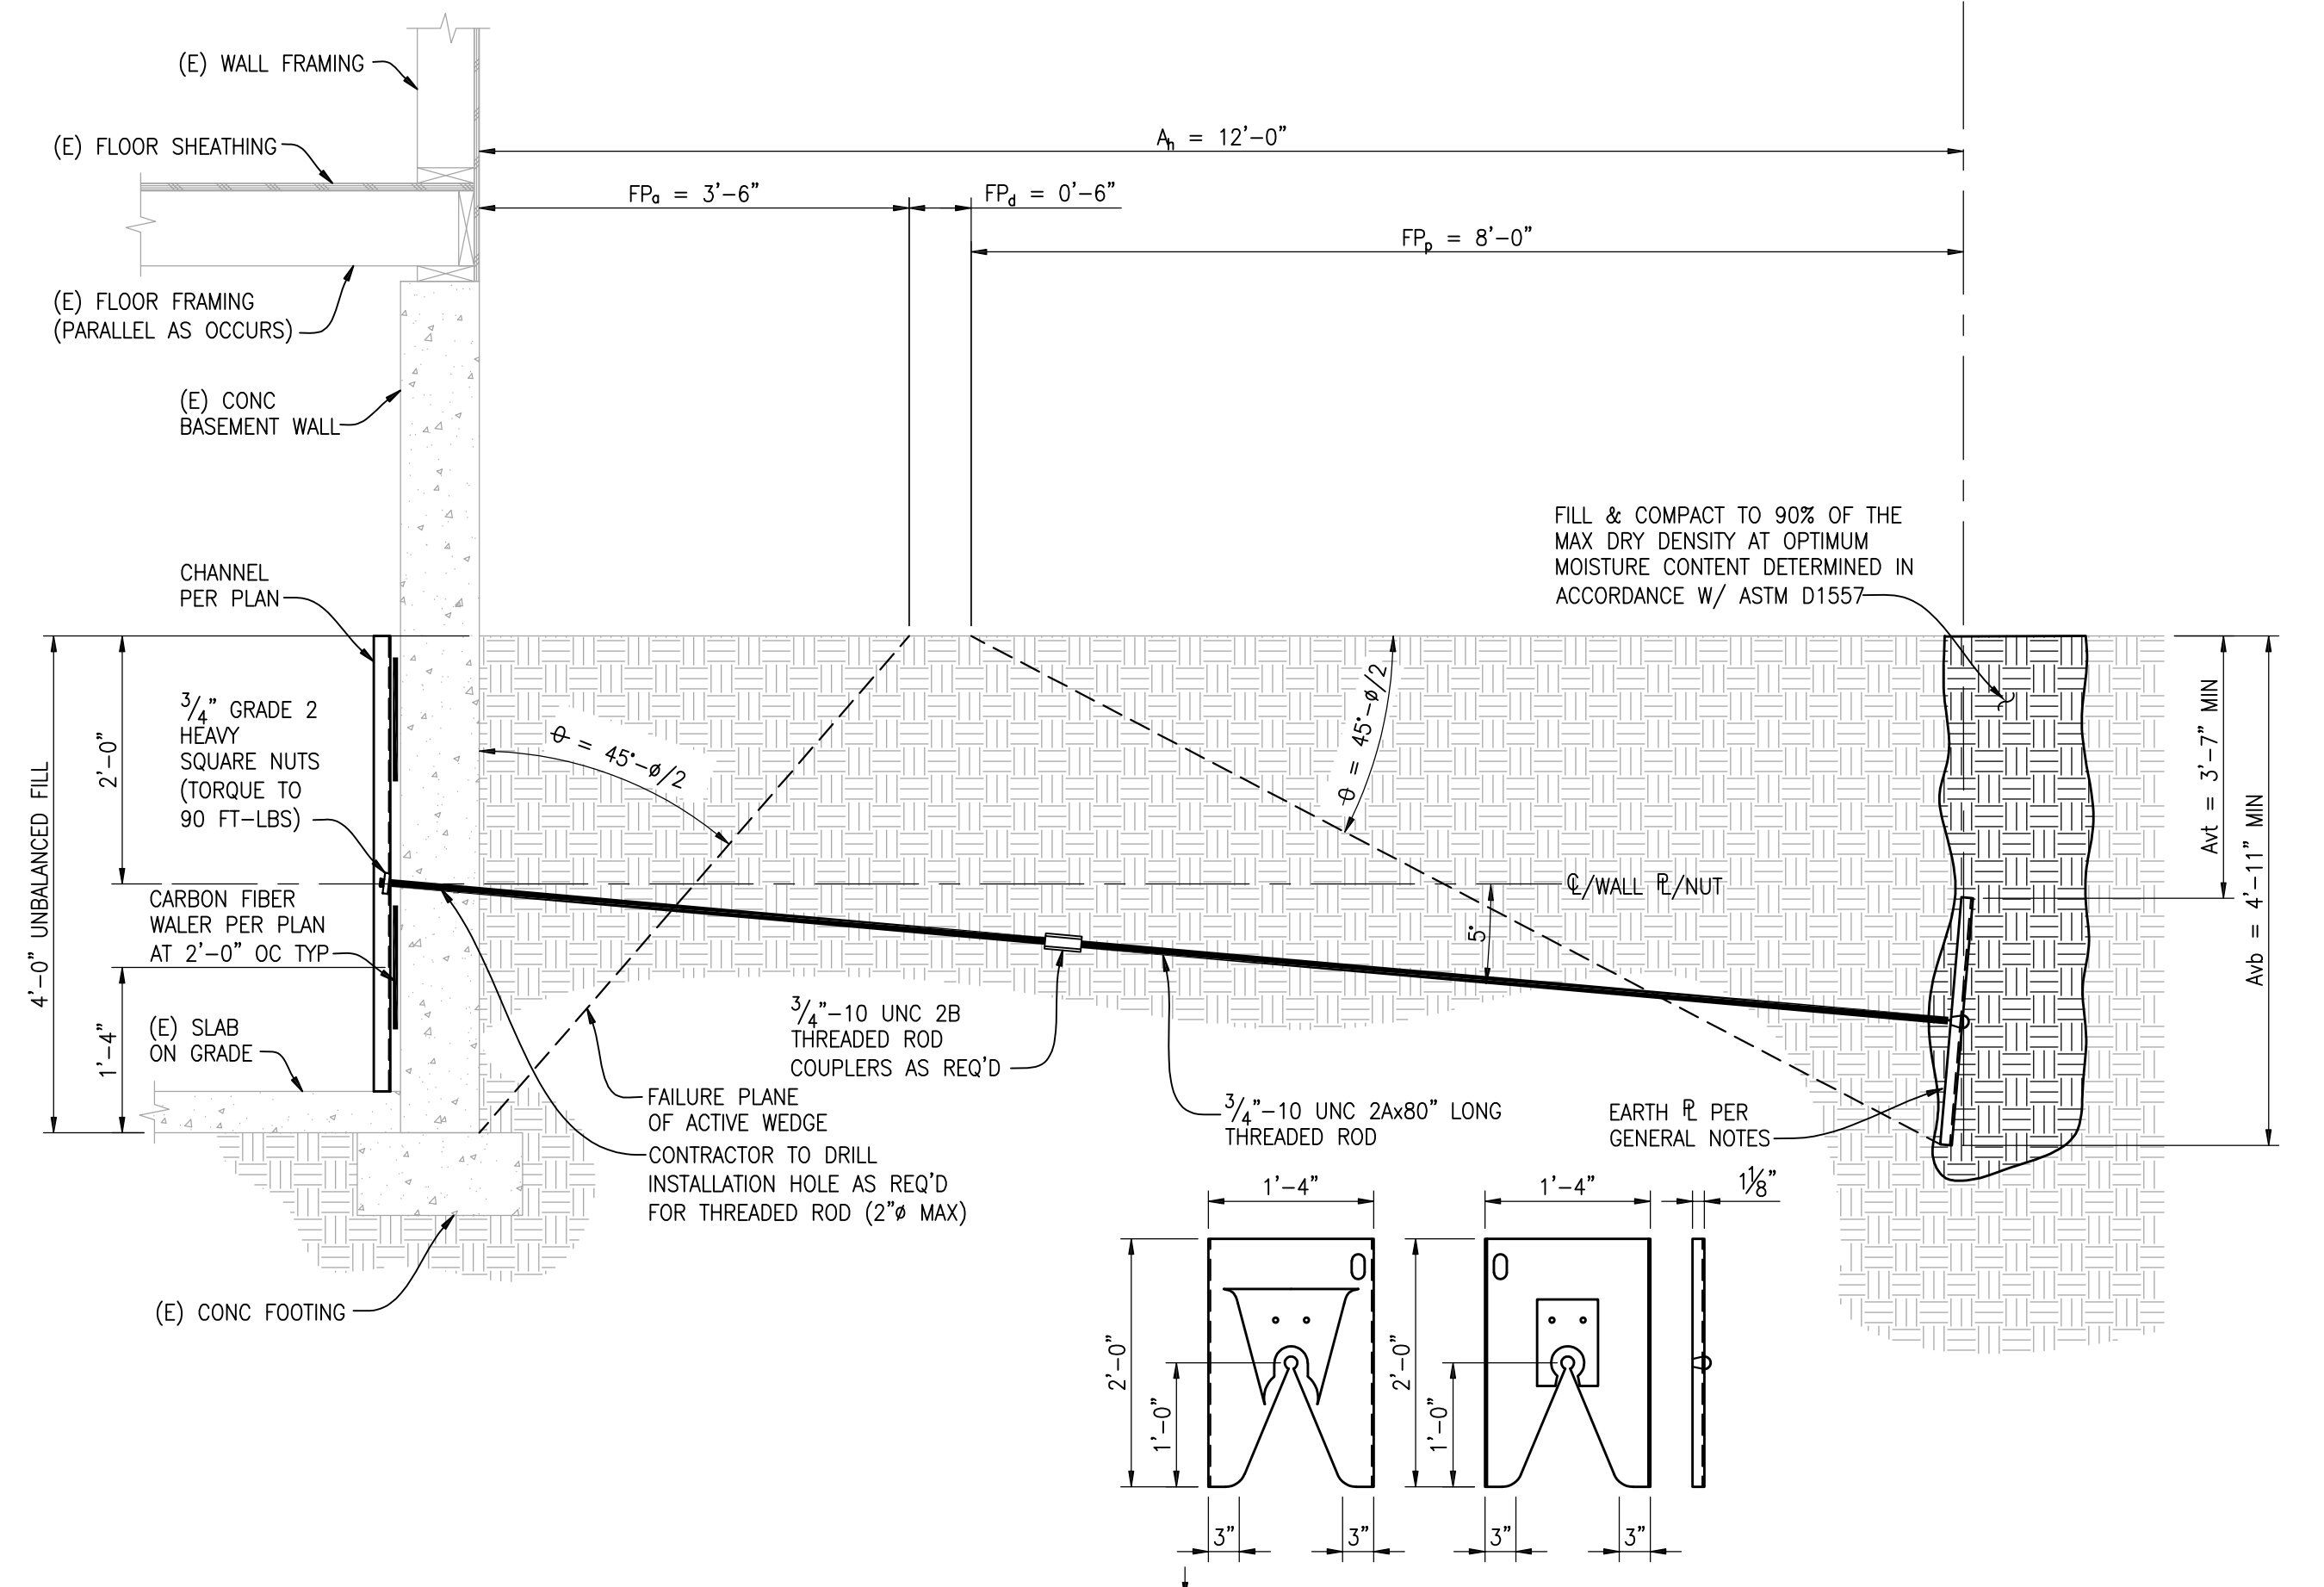 (E) WALL FRAMING
(E) FLOOR SHEATHING
(E) FLOOR FRAMING
(PARALLEL AS OCCURS)
(E) CONC
BASEMENT WALL
Ah = 12'-0"
FPa = 3'-6"
FPd = 0'-6"
FPp = 8'-0"
FILL & COMPACT TO 90% OF THE
MAX DRY DENSITY AT OPTIMUM
MOISTURE CONTENT DETERMINED IN
ACCORDANCE W/ ASTM D1557
CHANNEL
PER PLAN
4'-0" UNBALANCED FILL
2'-0"
3/4" GRADE 2
HEAVY
SQUARE NUTS
(TORQUE TO
90 FT-LBS)
CARBON FIBER
WALER PER PLAN
AT 2'-0" OC TYP
1'-4"
(E) SLAB
ON GRADE
θ = 45°-ø/2
θ = 45°-ø/2
℄/WALL ⅊/NUT
5°
Avt = 3'-7" MIN
Avb = 4'-11" MIN
3/4"-10 UNC 2B
THREADED ROD
COUPLERS AS REQ'D
FAILURE PLANE
OF ACTIVE WEDGE
CONTRACTOR TO DRILL
INSTALLATION HOLE AS REQ'D
FOR THREADED ROD (2"ø MAX)
3/4"-10 UNC 2Ax80" LONG
THREADED ROD
EARTH ⅊ PER
GENERAL NOTES
(E) CONC FOOTING
1'-4"
1'-4"
1 1/8"
2'-0"
1'-0"
2'-0"
1'-0"
3"
3"
3"
3"